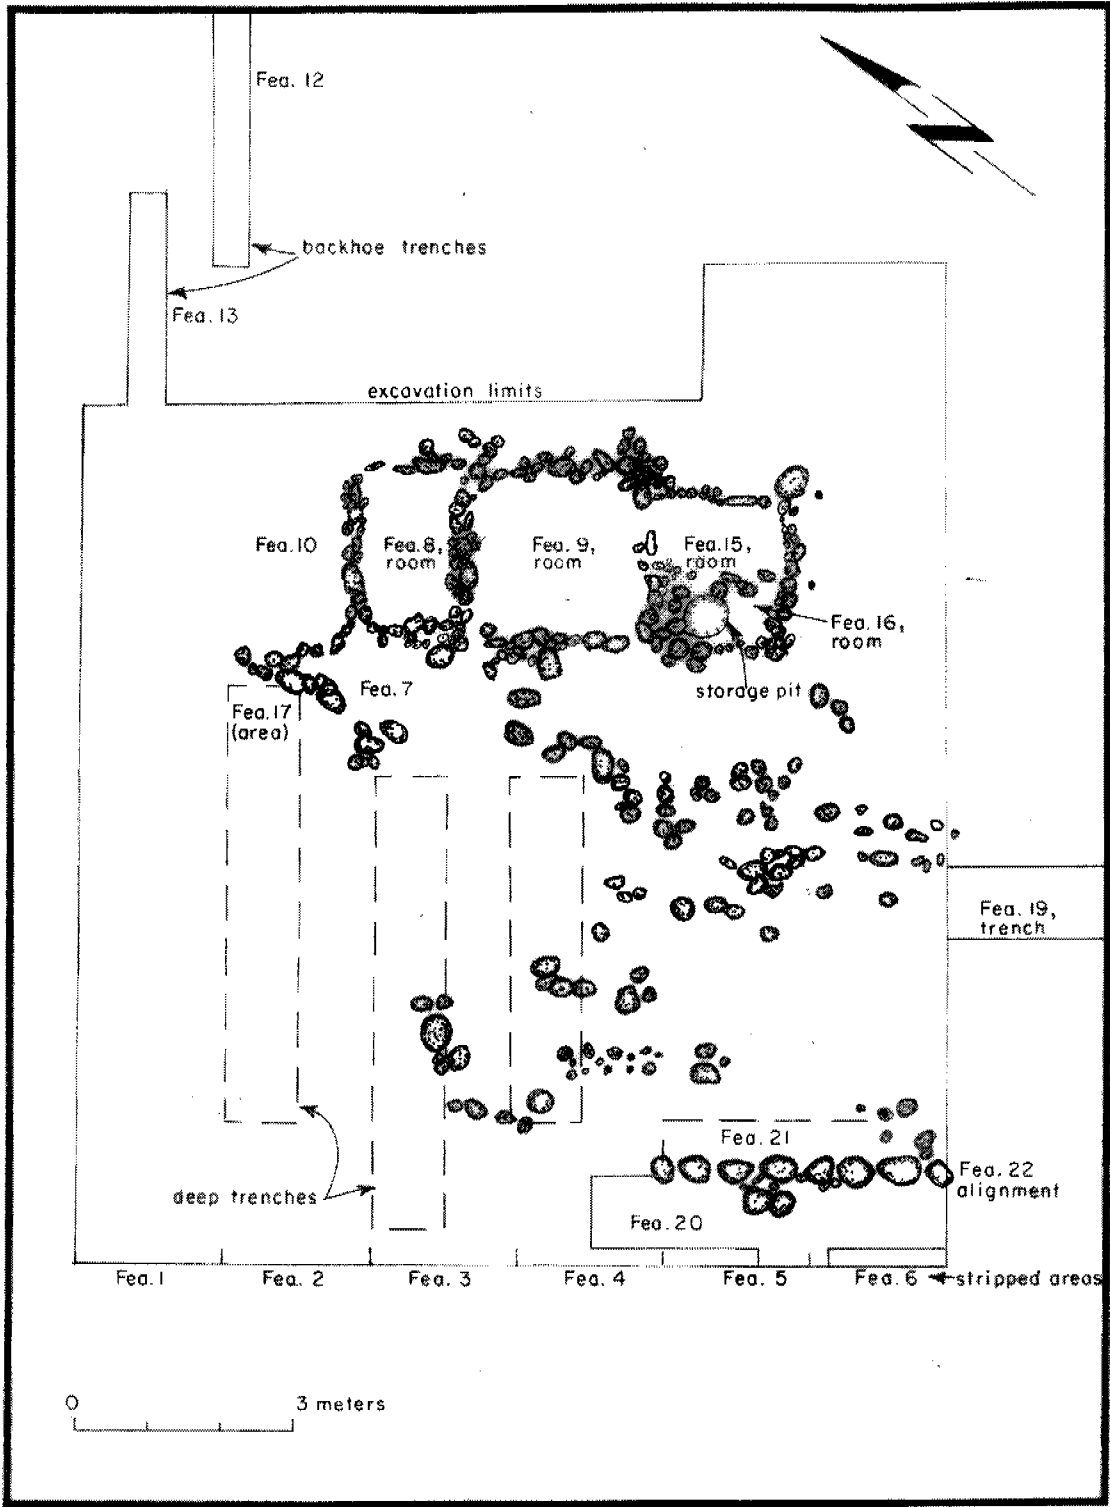 Fea. 12
backhoe trenches
Fea. 13
excavation limits
Fea. 10
Fea. 8,
room
Fea. 9,
room
Fea. 15,
room
Fea. 16,
room
storage pit
Fea. 7
Fea. 17
(area)
Fea. 19,
trench
Fea. 21
Fea. 22
alignment
deep trenches
Fea. 20
Fea. 1
Fea. 2
Fea. 3
Fea. 4
Fea. 5
Fea. 6
stripped areas
0
3 meters